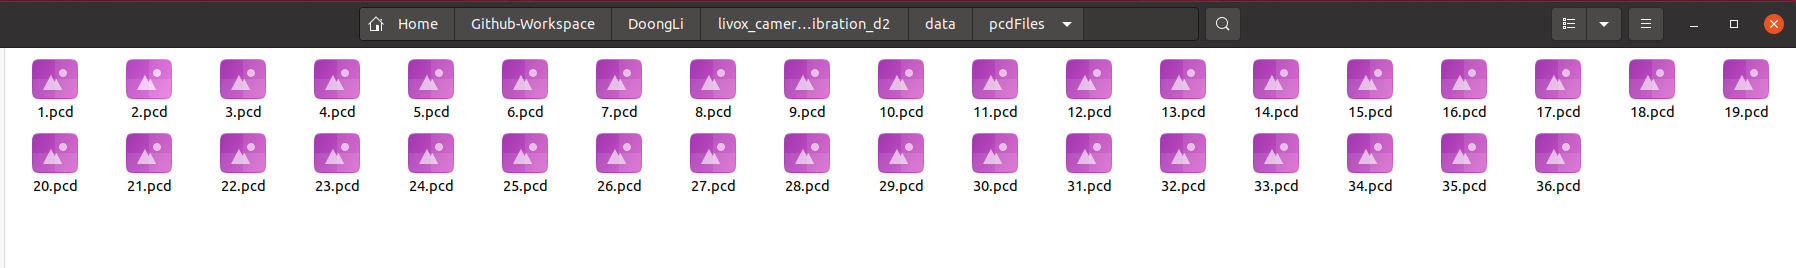 Home Github-Workspace DoongLi livox_camer...ibration_d2 data pcdFiles
1.pcd 2.pcd 3.pcd 4.pcd 5.pcd 6.pcd 7.pcd 8.pcd 9.pcd 10.pcd 11.pcd 12.pcd 13.pcd 14.pcd 15.pcd 16.pcd 17.pcd 18.pcd 19.pcd
20.pcd 21.pcd 22.pcd 23.pcd 24.pcd 25.pcd 26.pcd 27.pcd 28.pcd 29.pcd 30.pcd 31.pcd 32.pcd 33.pcd 34.pcd 35.pcd 36.pcd